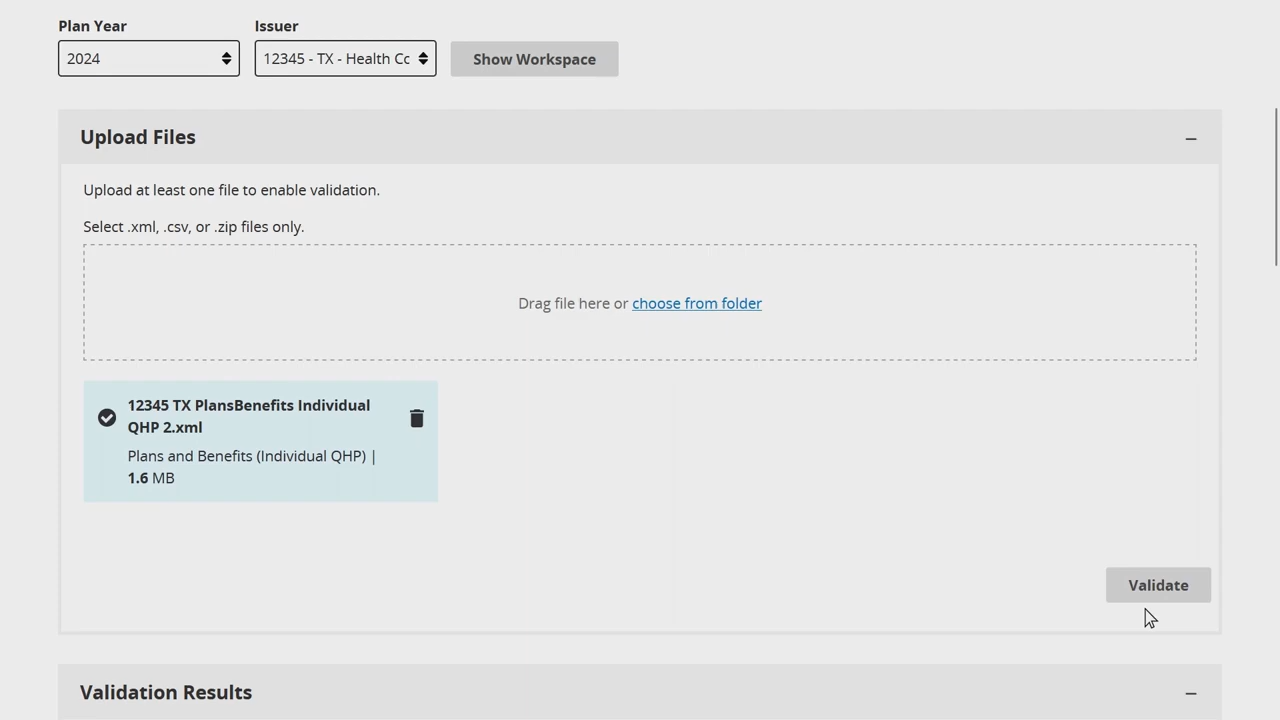 Plan Year
Issuer
2024
12345 - TX - Health Cc
Show Workspace
Upload Files
Upload at least one file to enable validation.
Select .xml, .csv, or .zip files only.
Drag file here or choose from folder
12345 TX PlansBenefits Individual
QHP 2.xml
Plans and Benefits (Individual QHP) |
1.6 MB
Validate
Validation Results